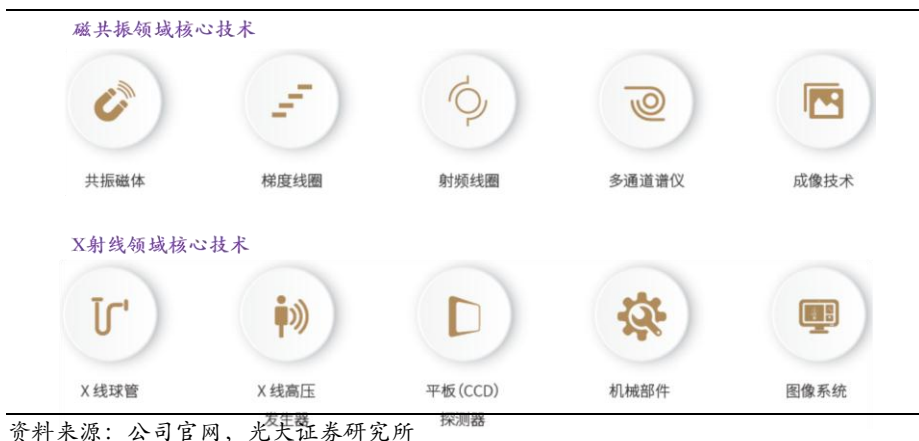 磁共振领域核心技术
共振磁体 梯度线圈 射频线圈 多通道谱仪 成像技术
X射线领域核心技术
X 线球管 X 线高压 平板(CCD) 机械部件 图像系统
发生器 探测器
资料来源：公司官网，光大证券研究所